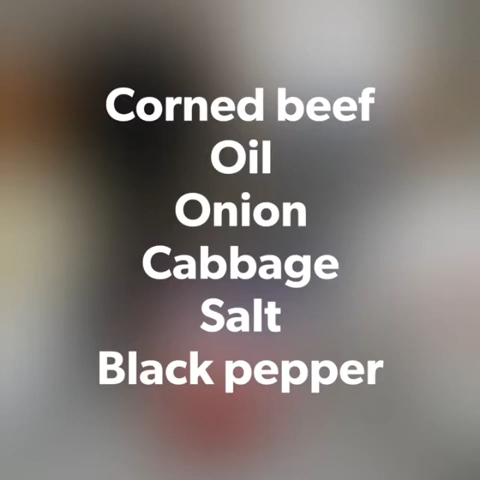 Corned beef
Oil
Onion
Cabbage
Salt
Black pepper